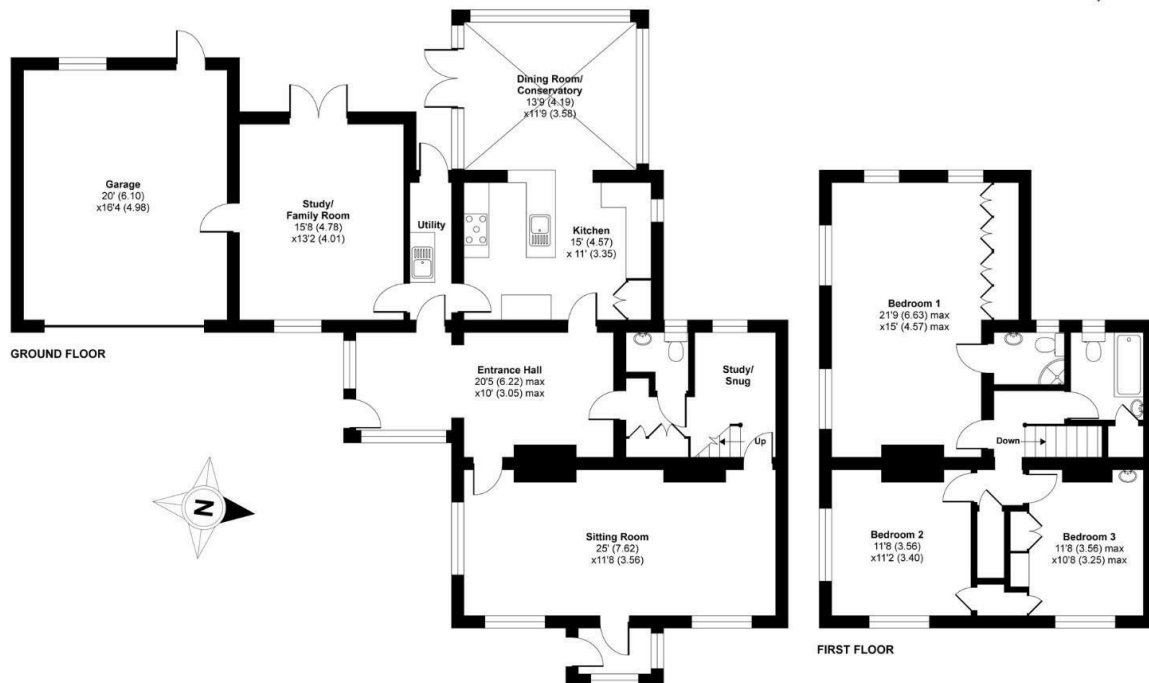 Dining Room/
Conservatory
13'9 (4.19)
x11'9 (3.58)
Garage
20' (6.10)
x16'4 (4.98)
Study/
Family Room
15'8 (4.78)
x13'2 (4.01)
Utility
Kitchen
15' (4.57)
x 11' (3.35)
GROUND FLOOR
Entrance Hall
20'5 (6.22) max
x10' (3.05) max
Study/
Snug
Up
N
Sitting Room
25' (7.62)
x11'8 (3.56)
Bedroom 1
21'9 (6.63) max
x15' (4.57) max
Down
Bedroom 2
11'8 (3.56)
x11'2 (3.40)
Bedroom 3
11'8 (3.56) max
x10'8 (3.25) max
FIRST FLOOR